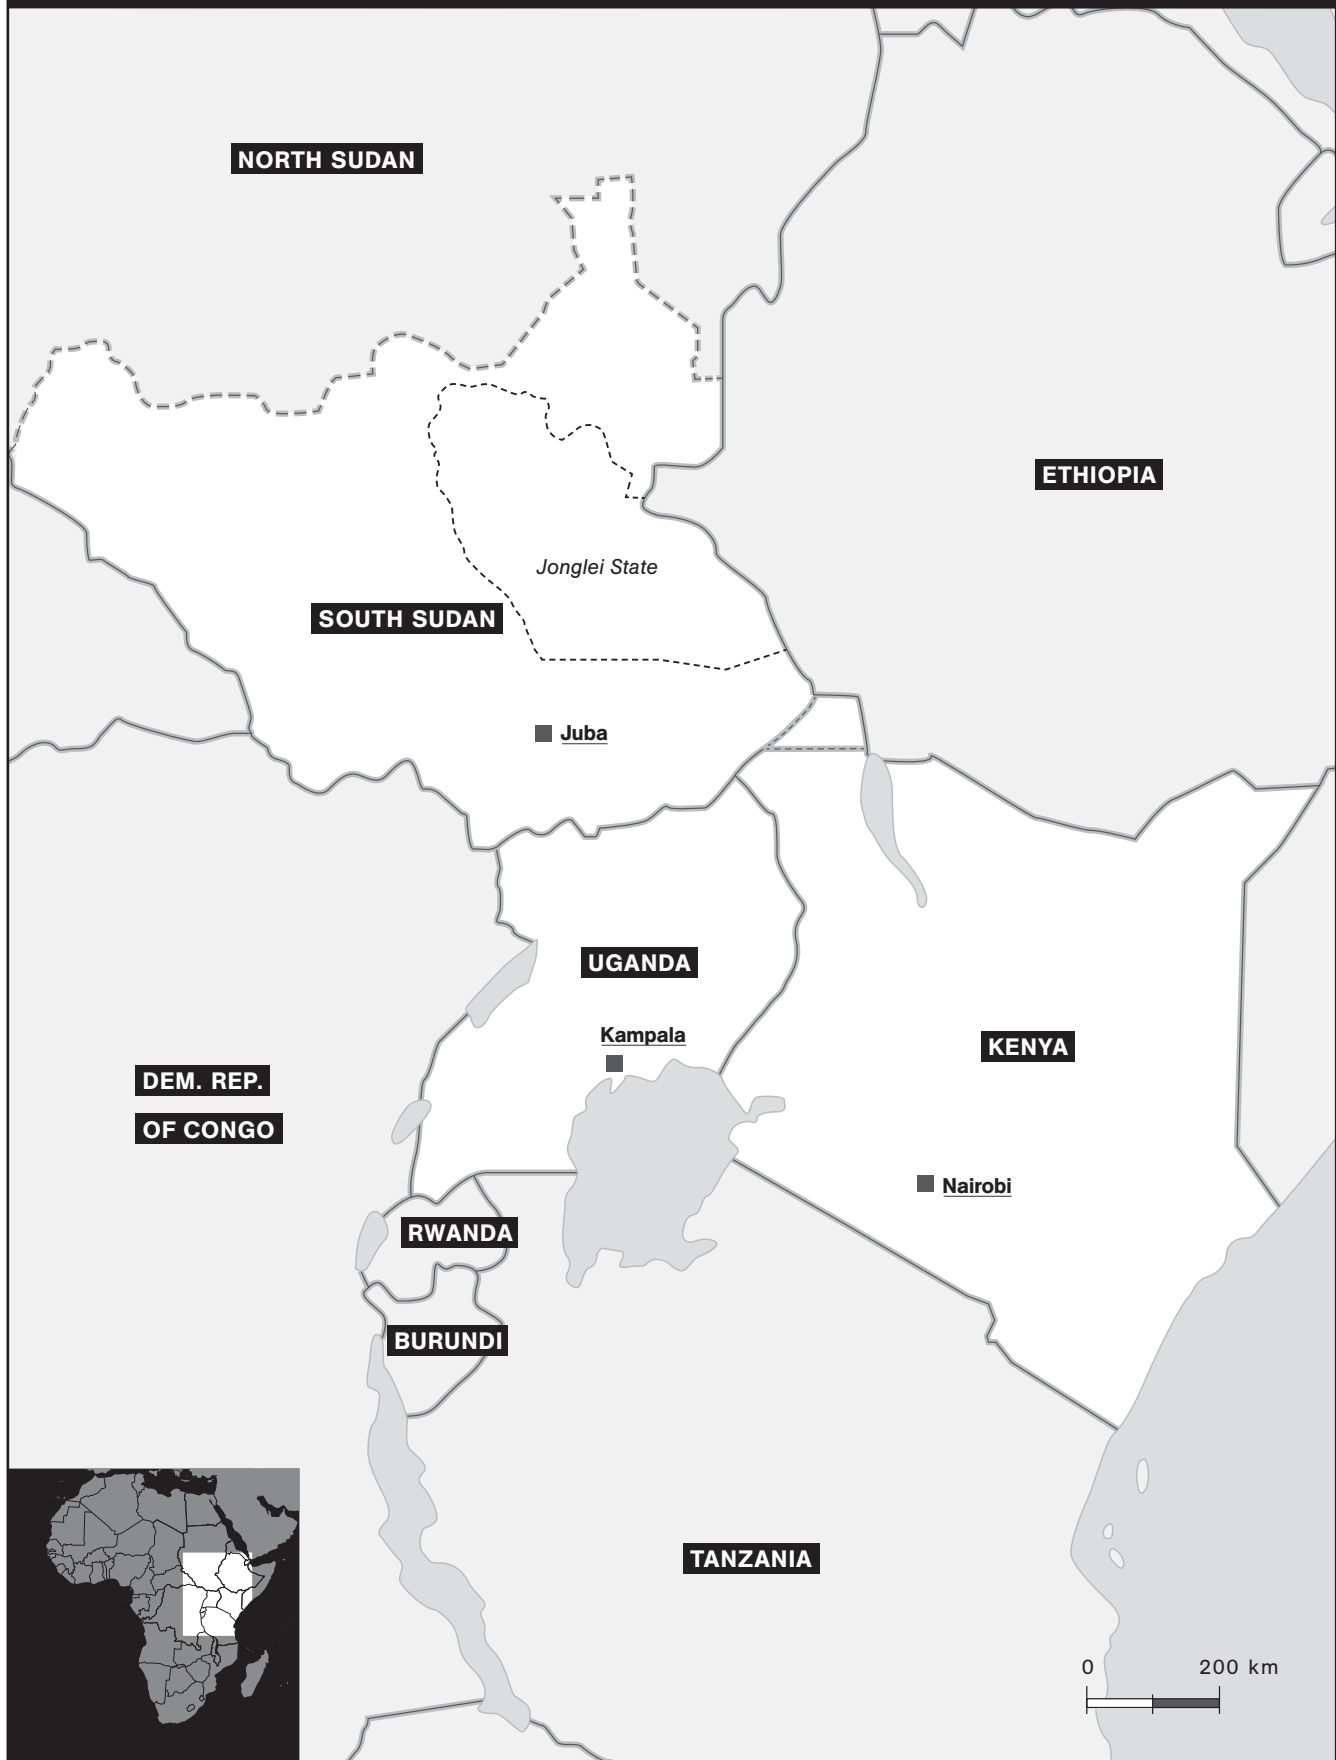 NORTH SUDAN
ETHIOPIA
Jonglei State
SOUTH SUDAN
Juba
UGANDA
Kampala
KENYA
DEM. REP.
OF CONGO
Nairobi
RWANDA
BURUNDI
TANZANIA
0 200 km